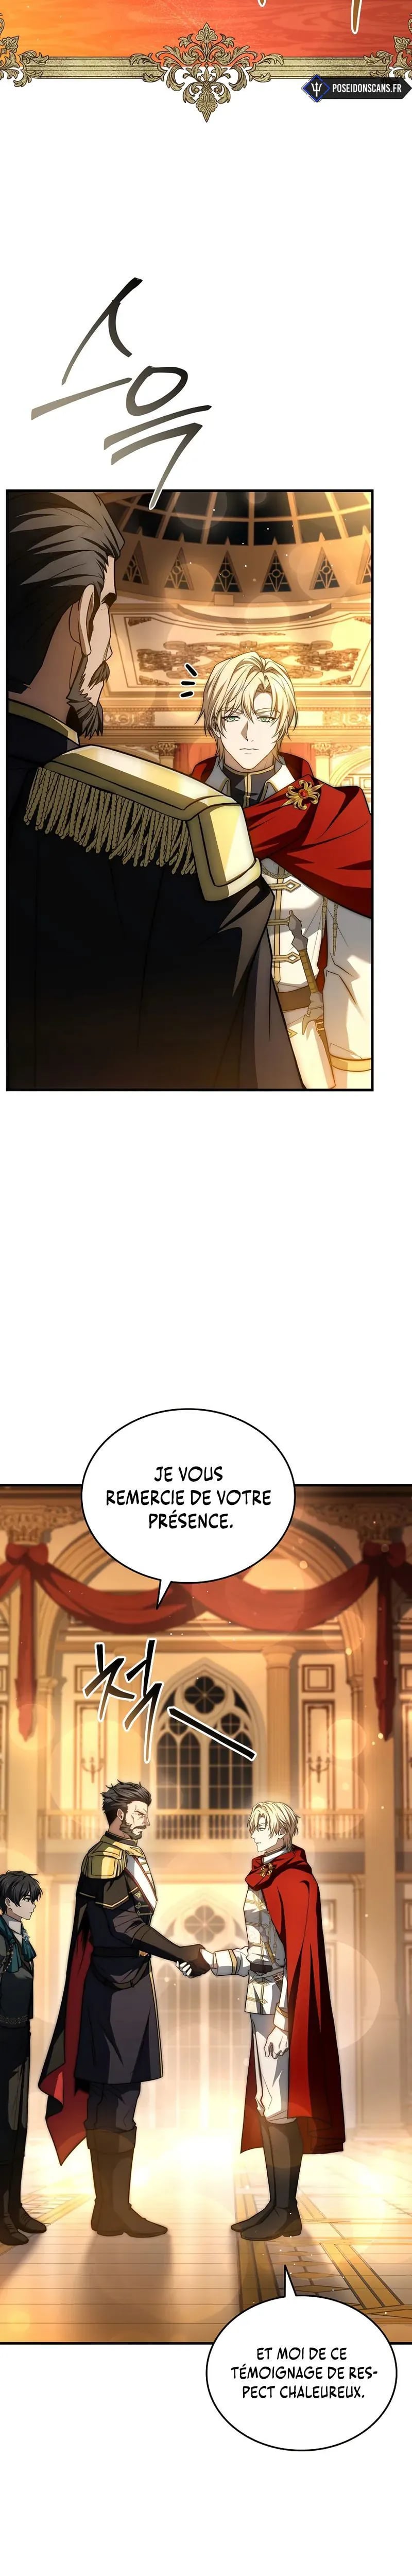 POSEIDONSCANS.FR
스윽
JE VOUS
REMERCIE DE VOTRE
PRÉSENCE.
척
ET MOI DE CE
TÉMOIGNAGE DE RES-
PECT CHALEUREUX.